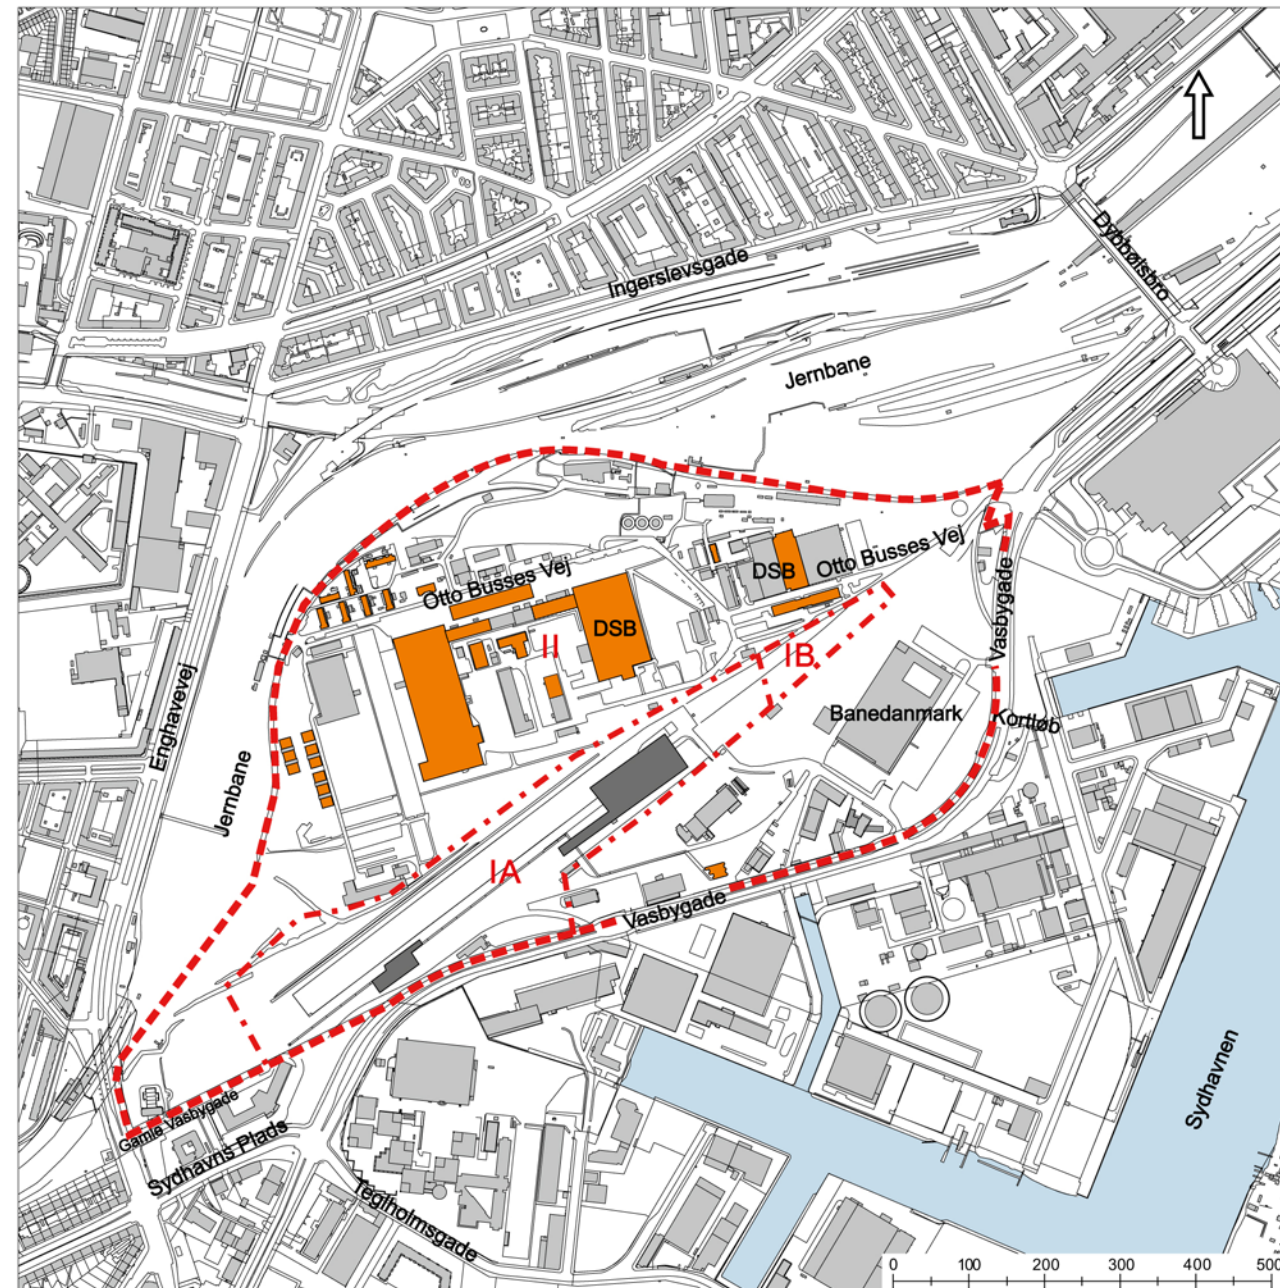 Dybbølsbro
Ingerslevsgade
Jernbane
Otto Busses Vej
DSB
Otto Busses Vej
DSB
II
IB
Vasbygade
Enghavevej
Banedanmark
Kortløb
Jernbane
IA
Vasbygade
Sydhavnen
Gamle Vasbygade
Sydhavns Plads
Teglholmsgade
0 100 200 300 400 500